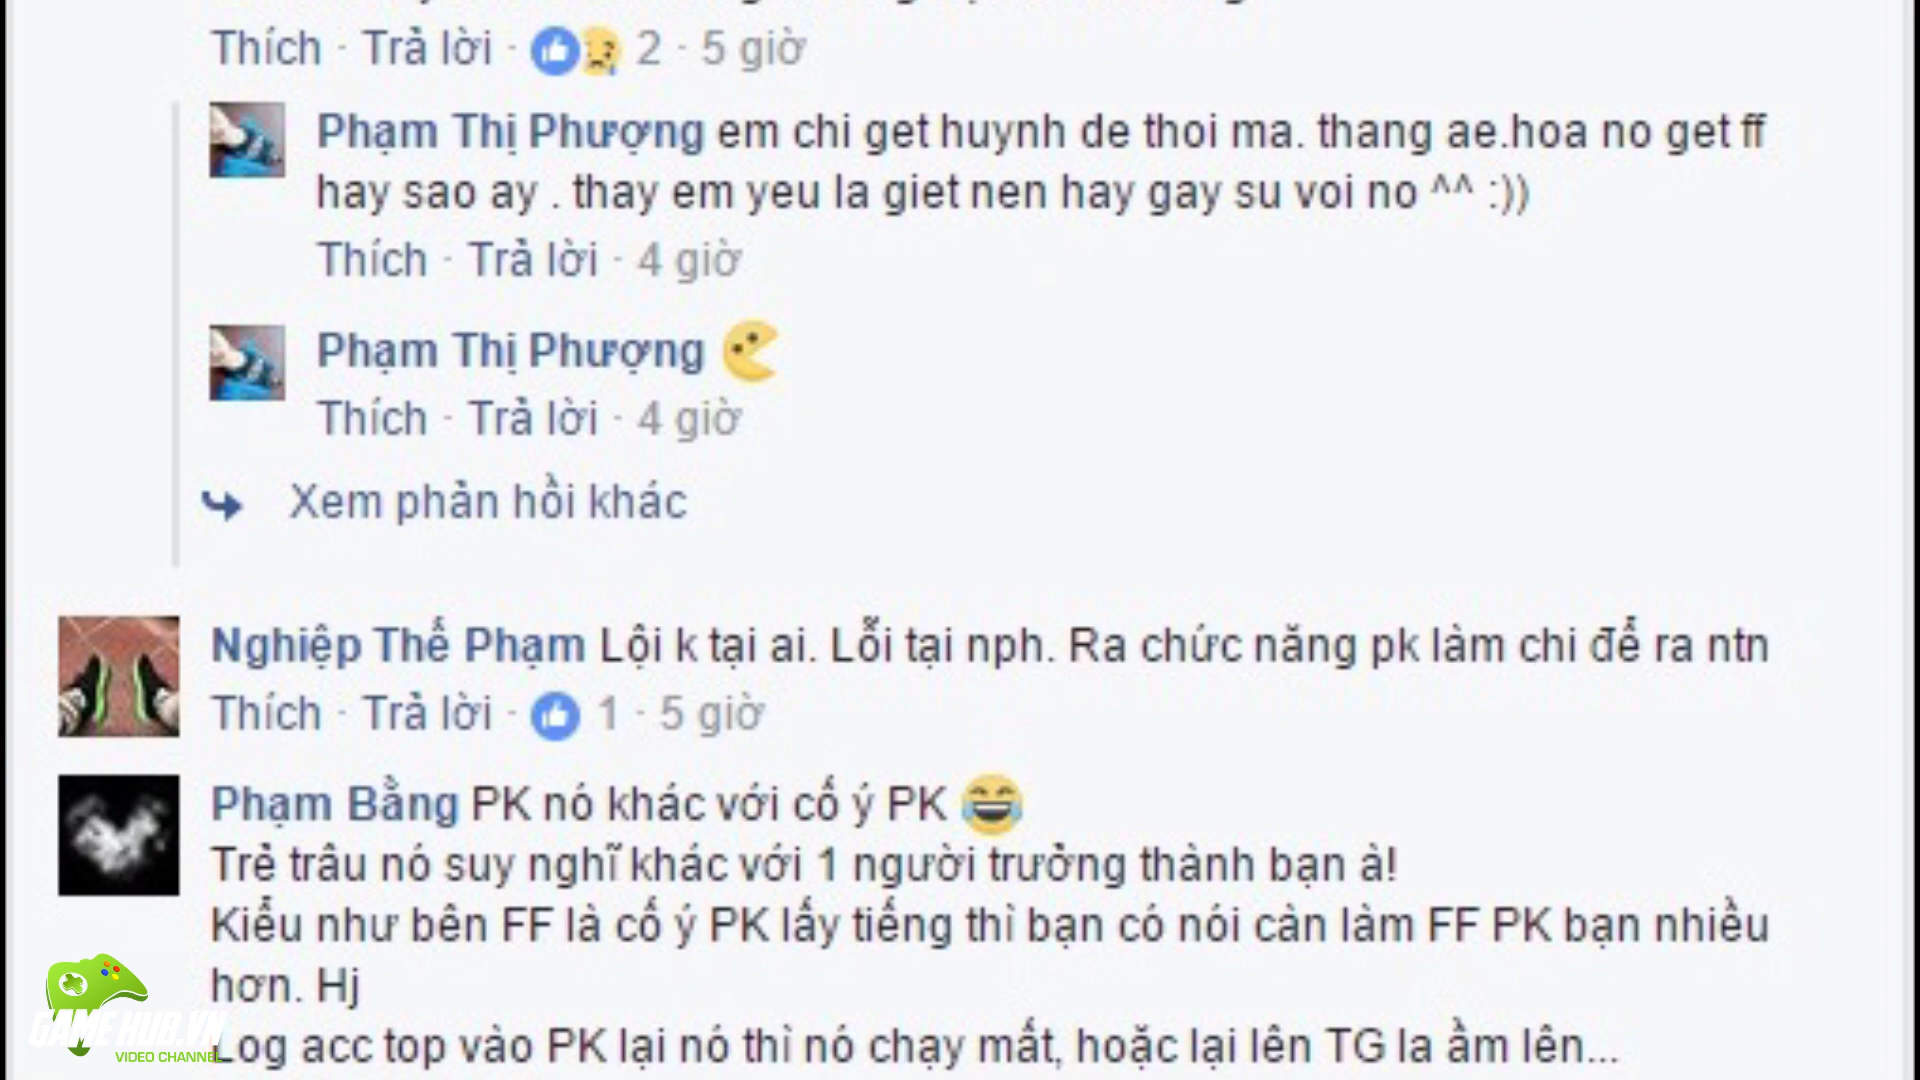 Thích · Trả lời · 2 · 5 giờ
Phạm Thị Phượng em chi get huynh de thoi ma. thang ae.hoa no get ff
hay sao ay . thay em yeu la giet nen hay gay su voi no ^^ :))
Thích · Trả lời · 4 giờ
Phạm Thị Phượng
Thích · Trả lời · 4 giờ
Xem phản hồi khác
Nghiệp Thế Phạm Lội k tại ai. Lỗi tại nph. Ra chức năng pk làm chi để ra ntn
Thích · Trả lời · 1 · 5 giờ
Phạm Bằng PK nó khác với cố ý PK 😂
Trẻ trâu nó suy nghĩ khác với 1 người trưởng thành bạn à!
Kiểu như bên FF là cố ý PK lấy tiếng thì bạn có nói càn làm FF PK bạn nhiều
hơn. Hj
Log acc top vào PK lại nó thì nó chạy mất, hoặc lại lên TG la ầm lên...
GAME HUB.VN
VIDEO CHANNEL